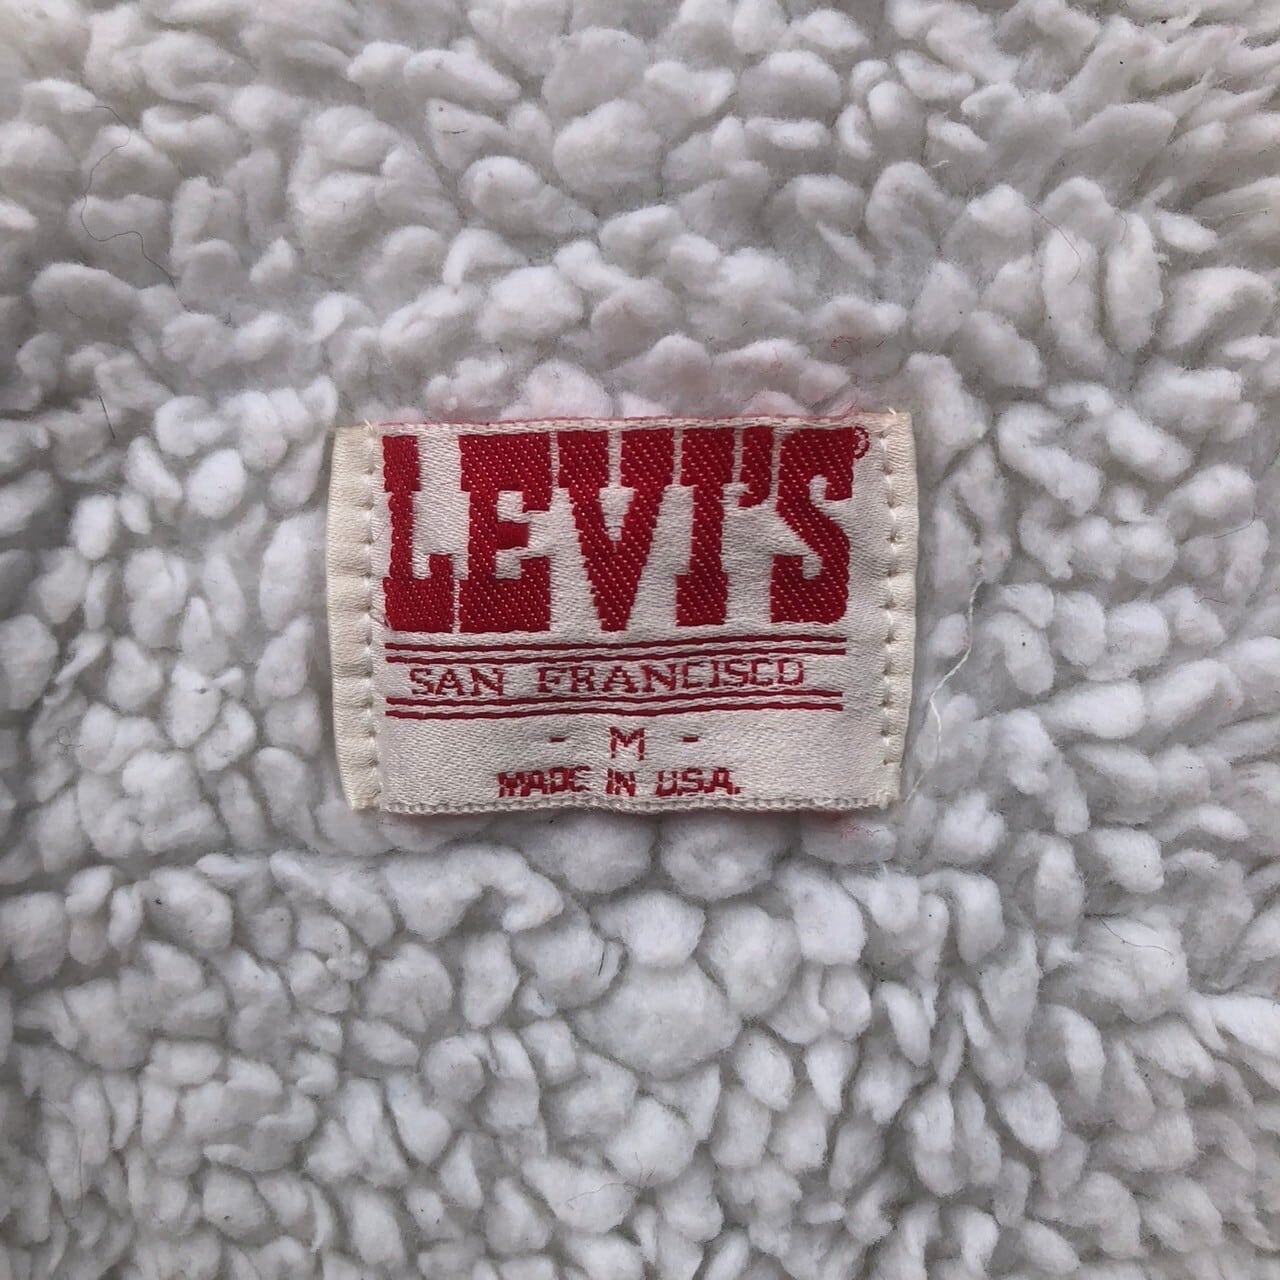 LEVI'S®
SAN FRANCISCO
- M -
MADE IN U.S.A.